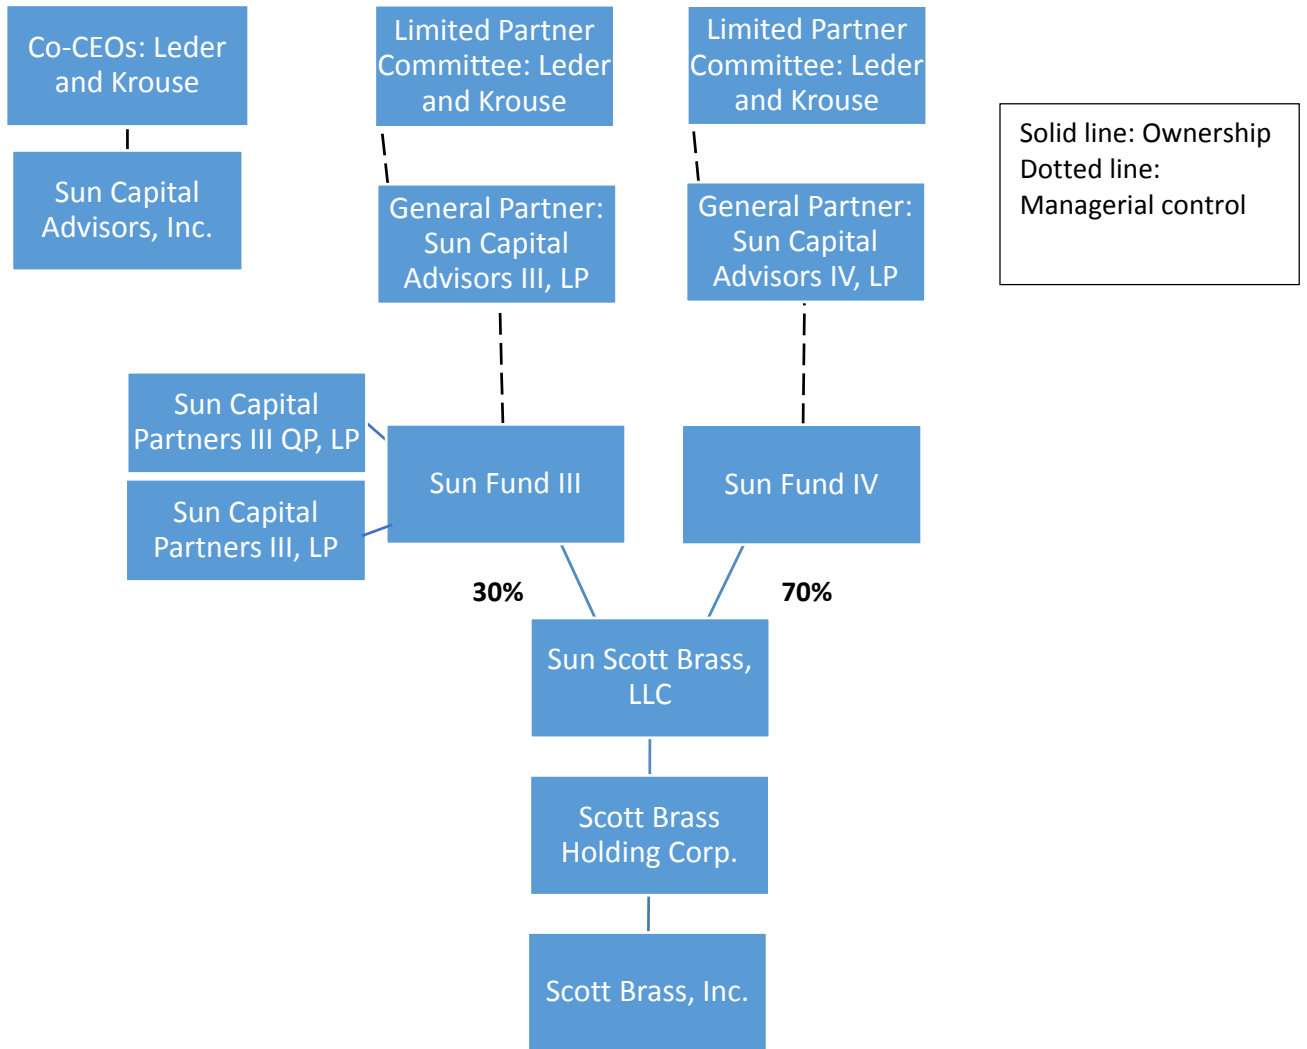 Co-CEOs: Leder
and Krouse
Limited Partner
Committee: Leder
and Krouse
Limited Partner
Committee: Leder
and Krouse
Solid line: Ownership
Dotted line:
Managerial control
Sun Capital
Advisors, Inc.
General Partner:
Sun Capital
Advisors III, LP
General Partner:
Sun Capital
Advisors IV, LP
Sun Capital
Partners III QP, LP
Sun Capital
Partners III, LP
Sun Fund III
Sun Fund IV
30%
70%
Sun Scott Brass,
LLC
Scott Brass
Holding Corp.
Scott Brass, Inc.